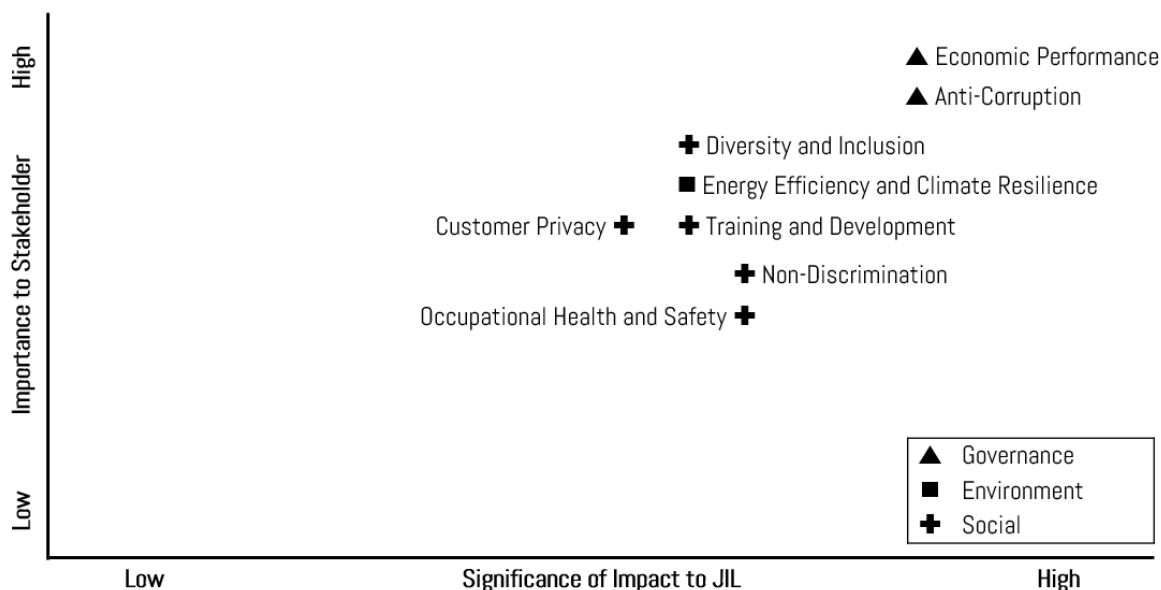 High
Importance to Stakeholder
Low
Economic Performance
Anti-Corruption
Diversity and Inclusion
Energy Efficiency and Climate Resilience
Customer Privacy
Training and Development
Non-Discrimination
Occupational Health and Safety
Governance
Environment
Social
Low
Significance of Impact to JIL
High